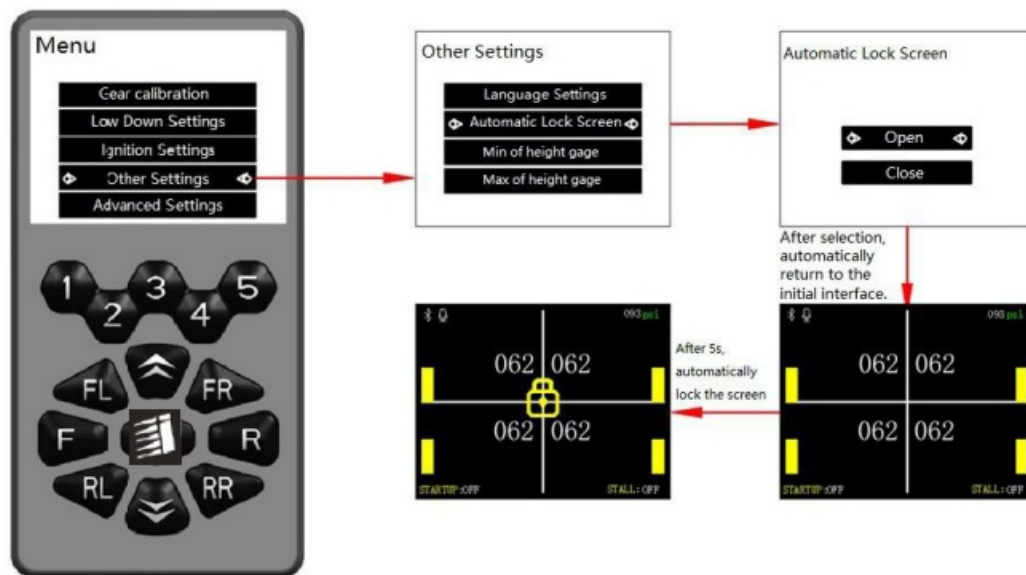 Menu
Gear calibration
Low Down Settings
Ignition Settings
Other Settings
Advanced Settings
1
2
3
4
5
FL
FR
F
R
RL
RR
Other Settings
Language Settings
Automatic Lock Screen
Min of height gage
Max of height gage
Automatic Lock Screen
Open
Close
After selection,
automatically
return to the
initial interface.
093 psi
062 062
062 062
STARTUP:OFF STALL:OFF
After 5s,
automatically
lock the screen
093 psi
062 062
062 062
STARTUP:OFF STALL:OFF